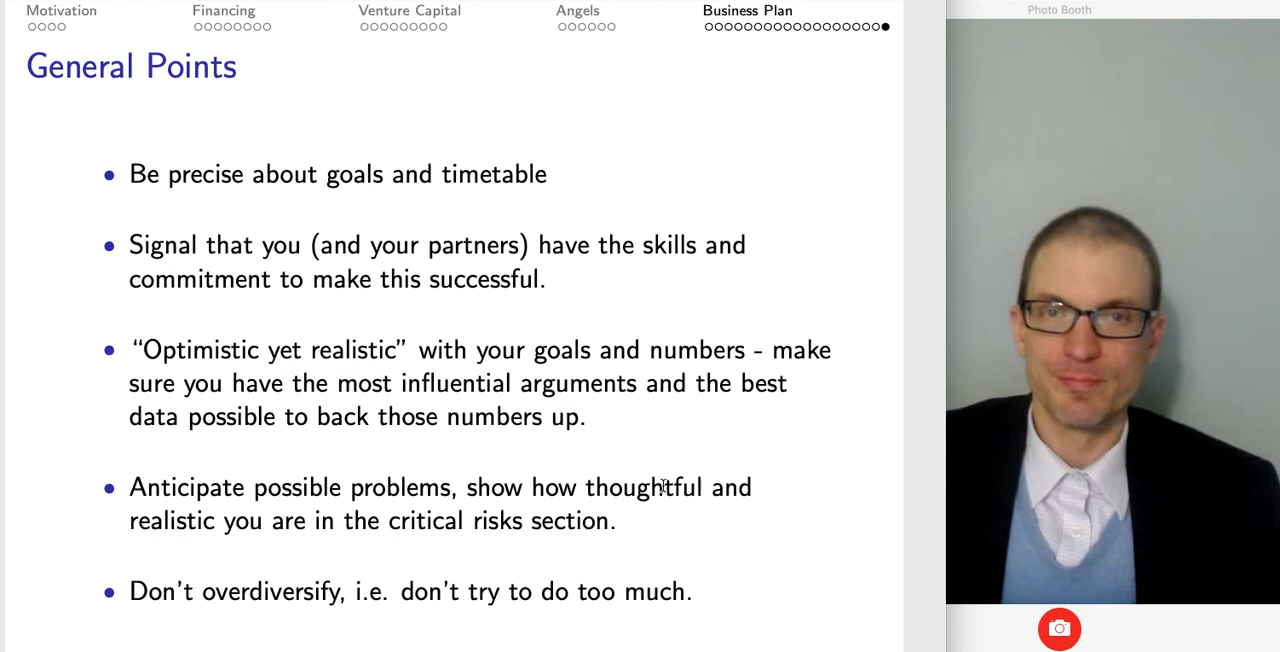 Motivation Financing Venture Capital Angels Business Plan
General Points
• Be precise about goals and timetable
• Signal that you (and your partners) have the skills and
commitment to make this successful.
• “Optimistic yet realistic” with your goals and numbers - make
sure you have the most influential arguments and the best
data possible to back those numbers up.
• Anticipate possible problems, show how thoughtful and
realistic you are in the critical risks section.
• Don’t overdiversify, i.e. don’t try to do too much.
Photo Booth